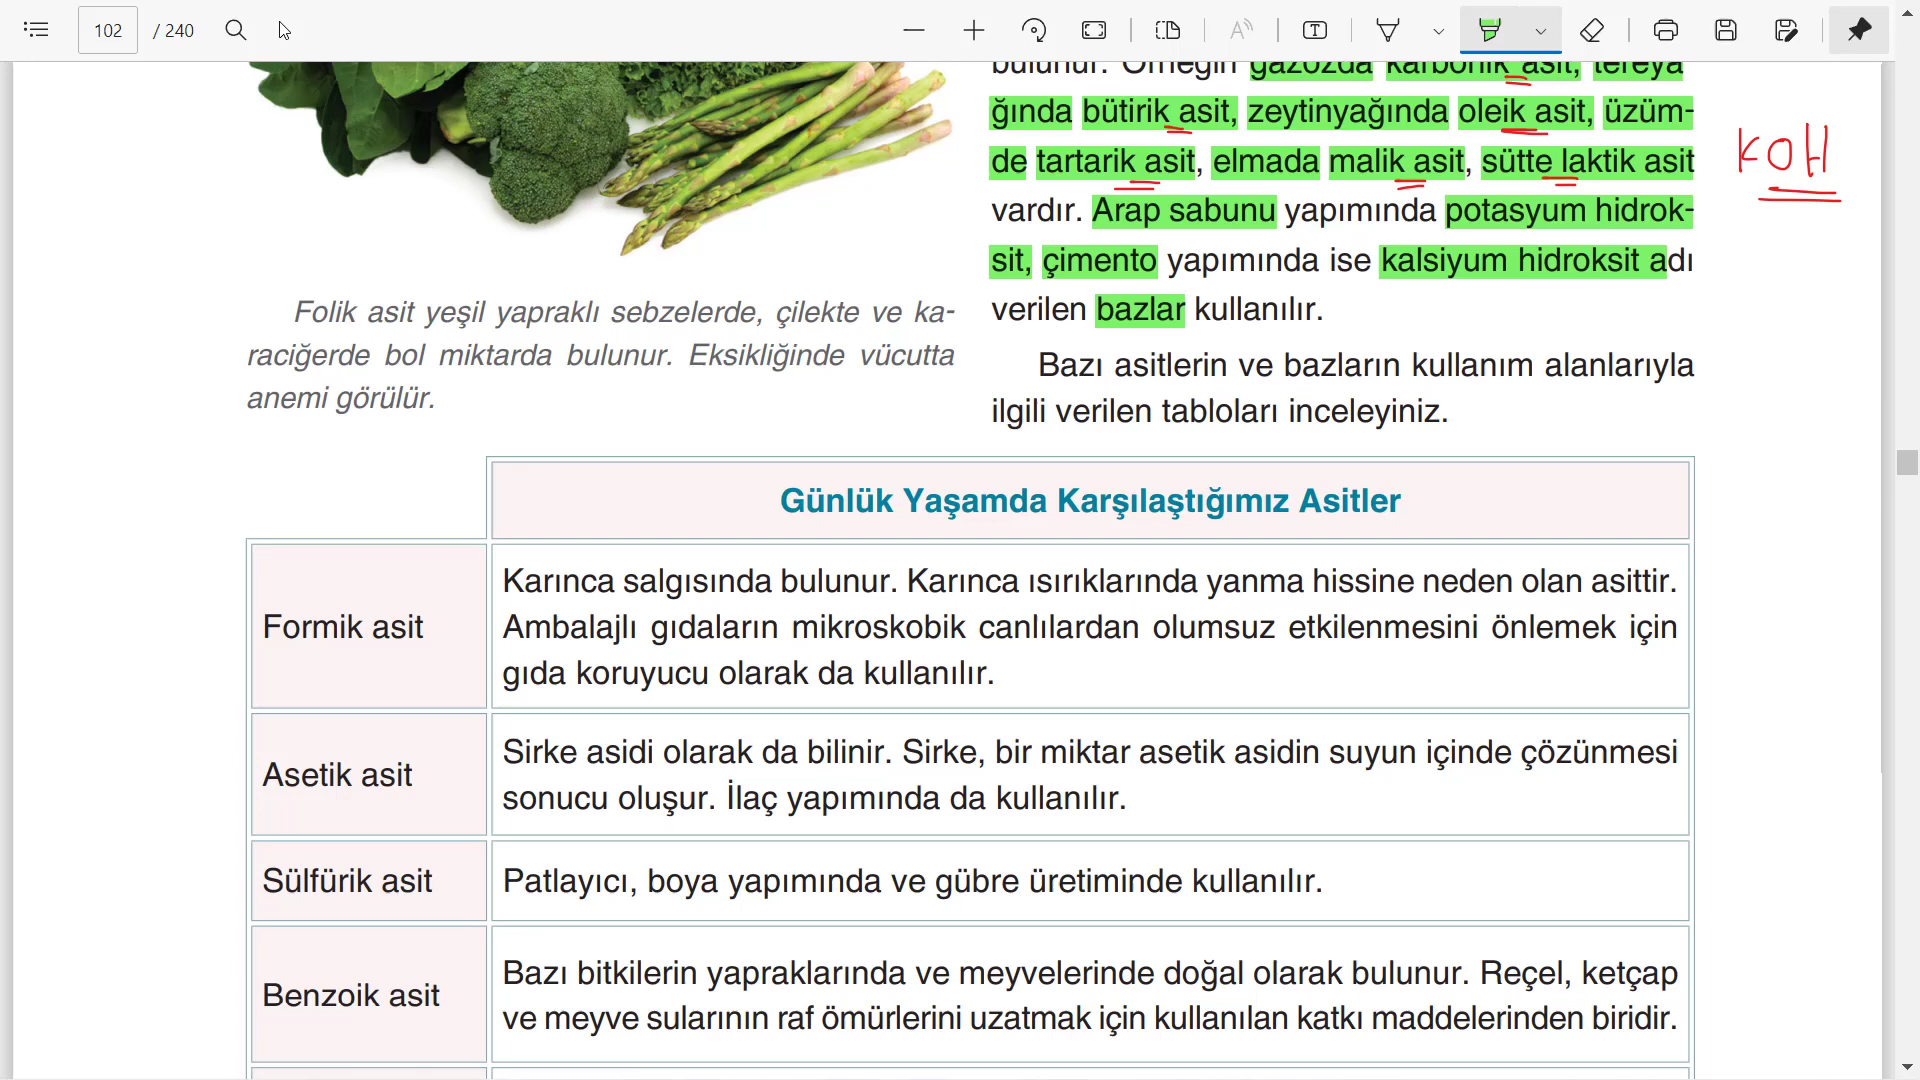 102 / 240
bulunur. Örneğin gazozda karbonik asit, tereya
ğında bütirik asit, zeytinyağında oleik asit, üzüm-
de tartarik asit, elmada malik asit, sütte laktik asit
vardır. Arap sabunu yapımında potasyum hidrok-
sit, çimento yapımında ise kalsiyum hidroksit adı
verilen bazlar kullanılır.
KOH
Folik asit yeşil yapraklı sebzelerde, çilekte ve ka-
raciğerde bol miktarda bulunur. Eksikliğinde vücutta
anemi görülür.
Bazı asitlerin ve bazların kullanım alanlarıyla
ilgili verilen tabloları inceleyiniz.
Günlük Yaşamda Karşılaştığımız Asitler
Formik asit
Karınca salgısında bulunur. Karınca ısırıklarında yanma hissine neden olan asittir.
Ambalajlı gıdaların mikroskobik canlılardan olumsuz etkilenmesini önlemek için
gıda koruyucu olarak da kullanılır.
Asetik asit
Sirke asidi olarak da bilinir. Sirke, bir miktar asetik asidin suyun içinde çözünmesi
sonucu oluşur. İlaç yapımında da kullanılır.
Sülfürik asit
Patlayıcı, boya yapımında ve gübre üretiminde kullanılır.
Benzoik asit
Bazı bitkilerin yapraklarında ve meyvelerinde doğal olarak bulunur. Reçel, ketçap
ve meyve sularının raf ömürlerini uzatmak için kullanılan katkı maddelerinden biridir.